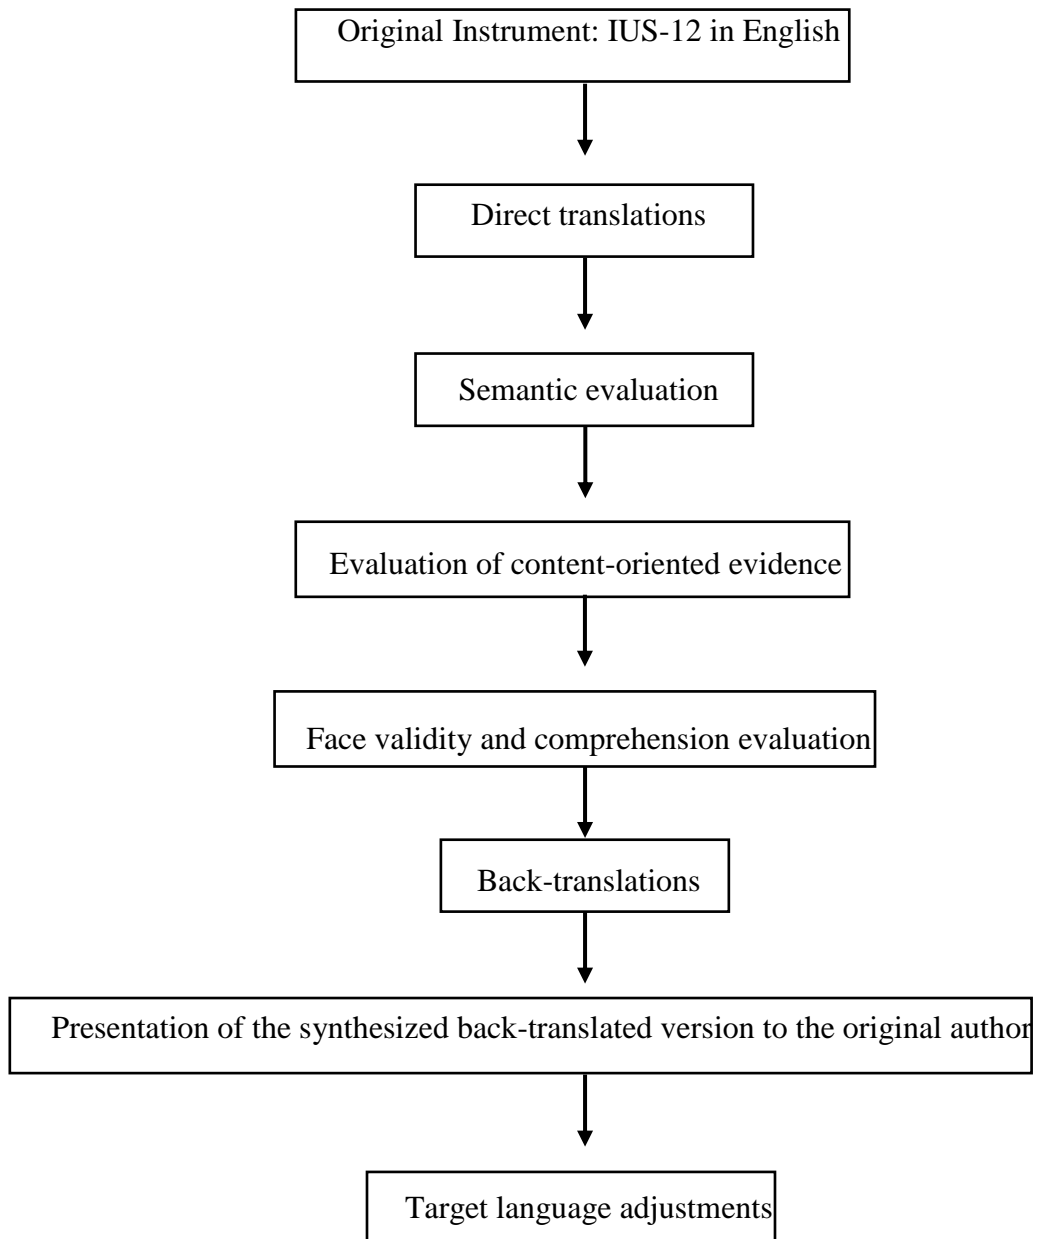 Original Instrument: IUS-12 in English
Direct translations
Semantic evaluation
Evaluation of content-oriented evidence
Face validity and comprehension evaluation
Back-translations
Presentation of the synthesized back-translated version to the original author
Target language adjustments